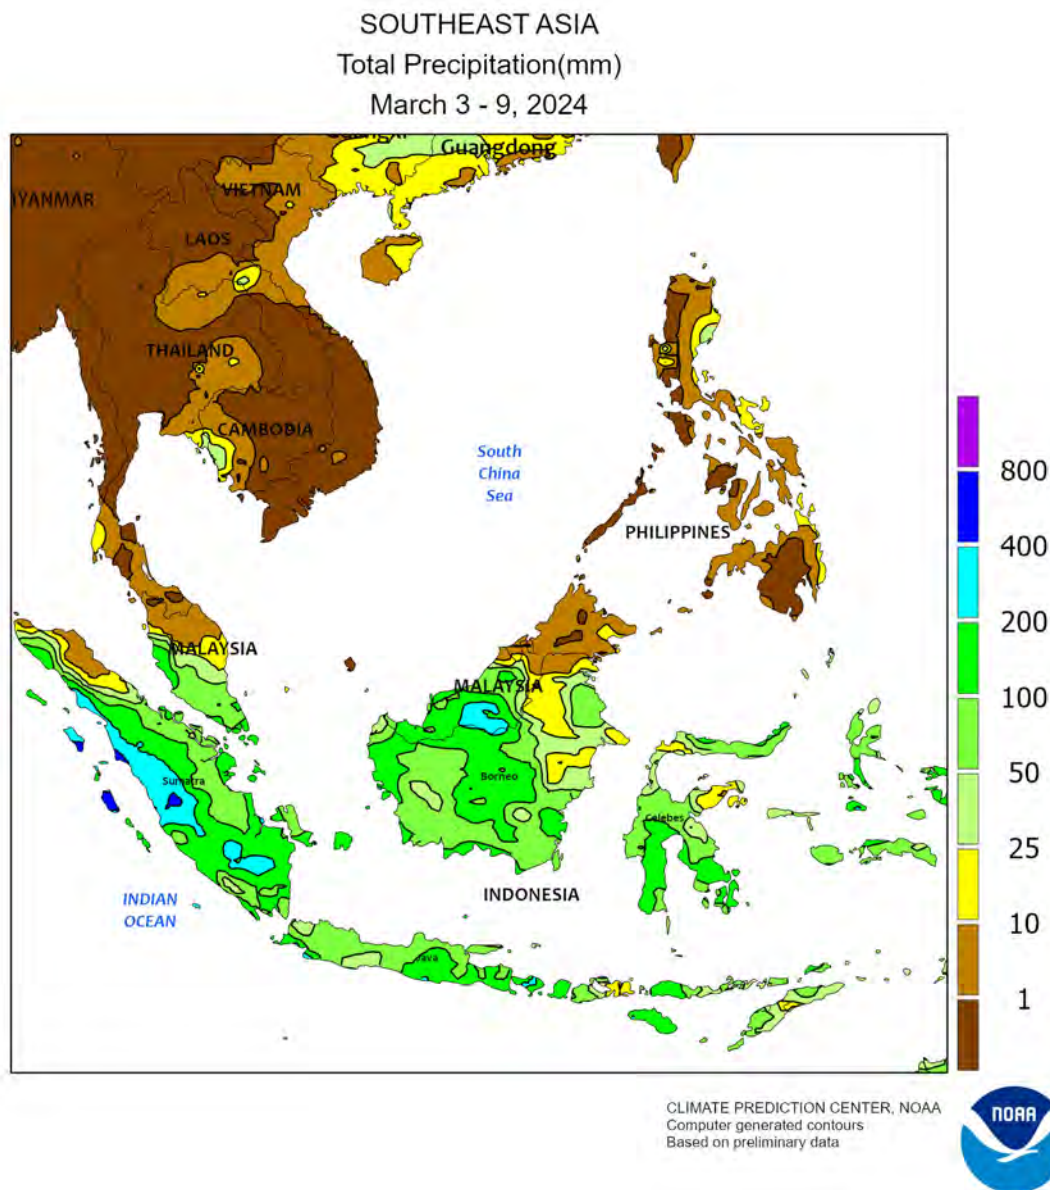 SOUTHEAST ASIA
Total Precipitation(mm)
March 3 - 9, 2024
Guangdong
VIETNAM
YANMAR
LAOS
THAILAND
CAMBODIA
South
China
Sea
PHILIPPINES
MALAYSIA
MALAYSIA
Sumatra
Borneo
Celebes
INDONESIA
INDIAN
OCEAN
Java
800
400
200
100
50
25
10
1
CLIMATE PREDICTION CENTER, NOAA
Computer generated contours
Based on preliminary data
NOAA